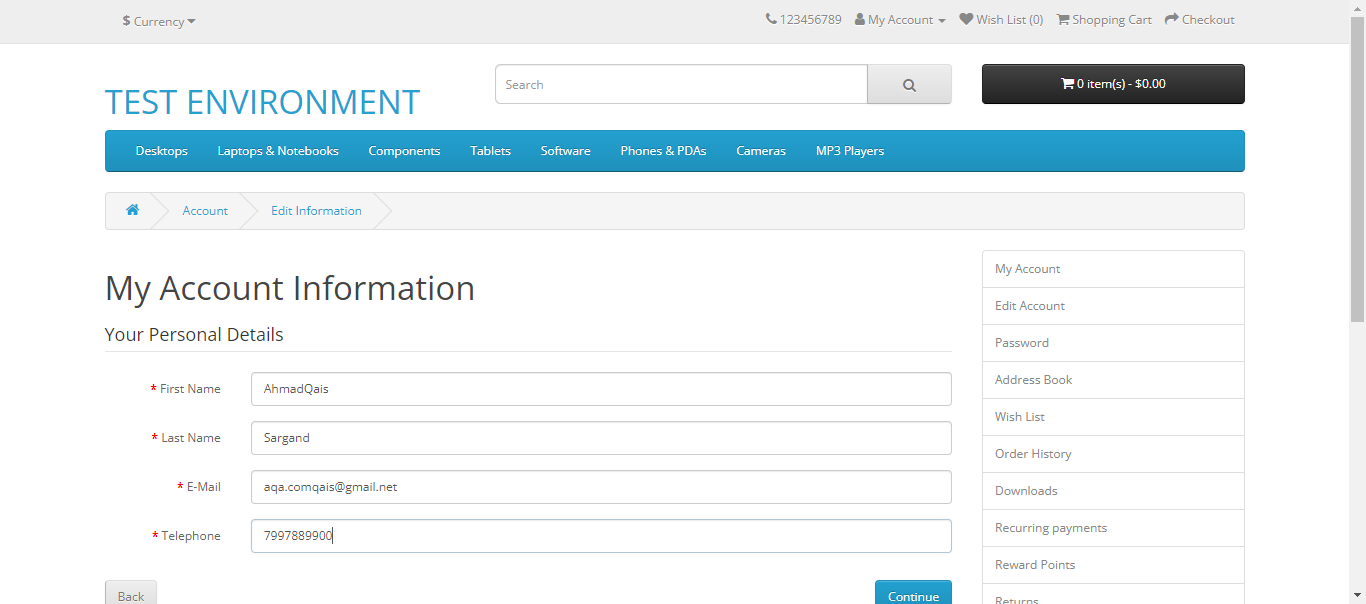 $ Currency
123456789 My Account Wish List (0) Shopping Cart Checkout
TEST ENVIRONMENT
Search
0 item(s) - $0.00
Desktops Laptops & Notebooks Components Tablets Software Phones & PDAs Cameras MP3 Players
Account Edit Information
My Account Information
Your Personal Details
* First Name AhmadQais
* Last Name Sargand
* E-Mail aqa.comqais@gmail.net
* Telephone 7997889900
Back Continue
My Account
Edit Account
Password
Address Book
Wish List
Order History
Downloads
Recurring payments
Reward Points
Returns